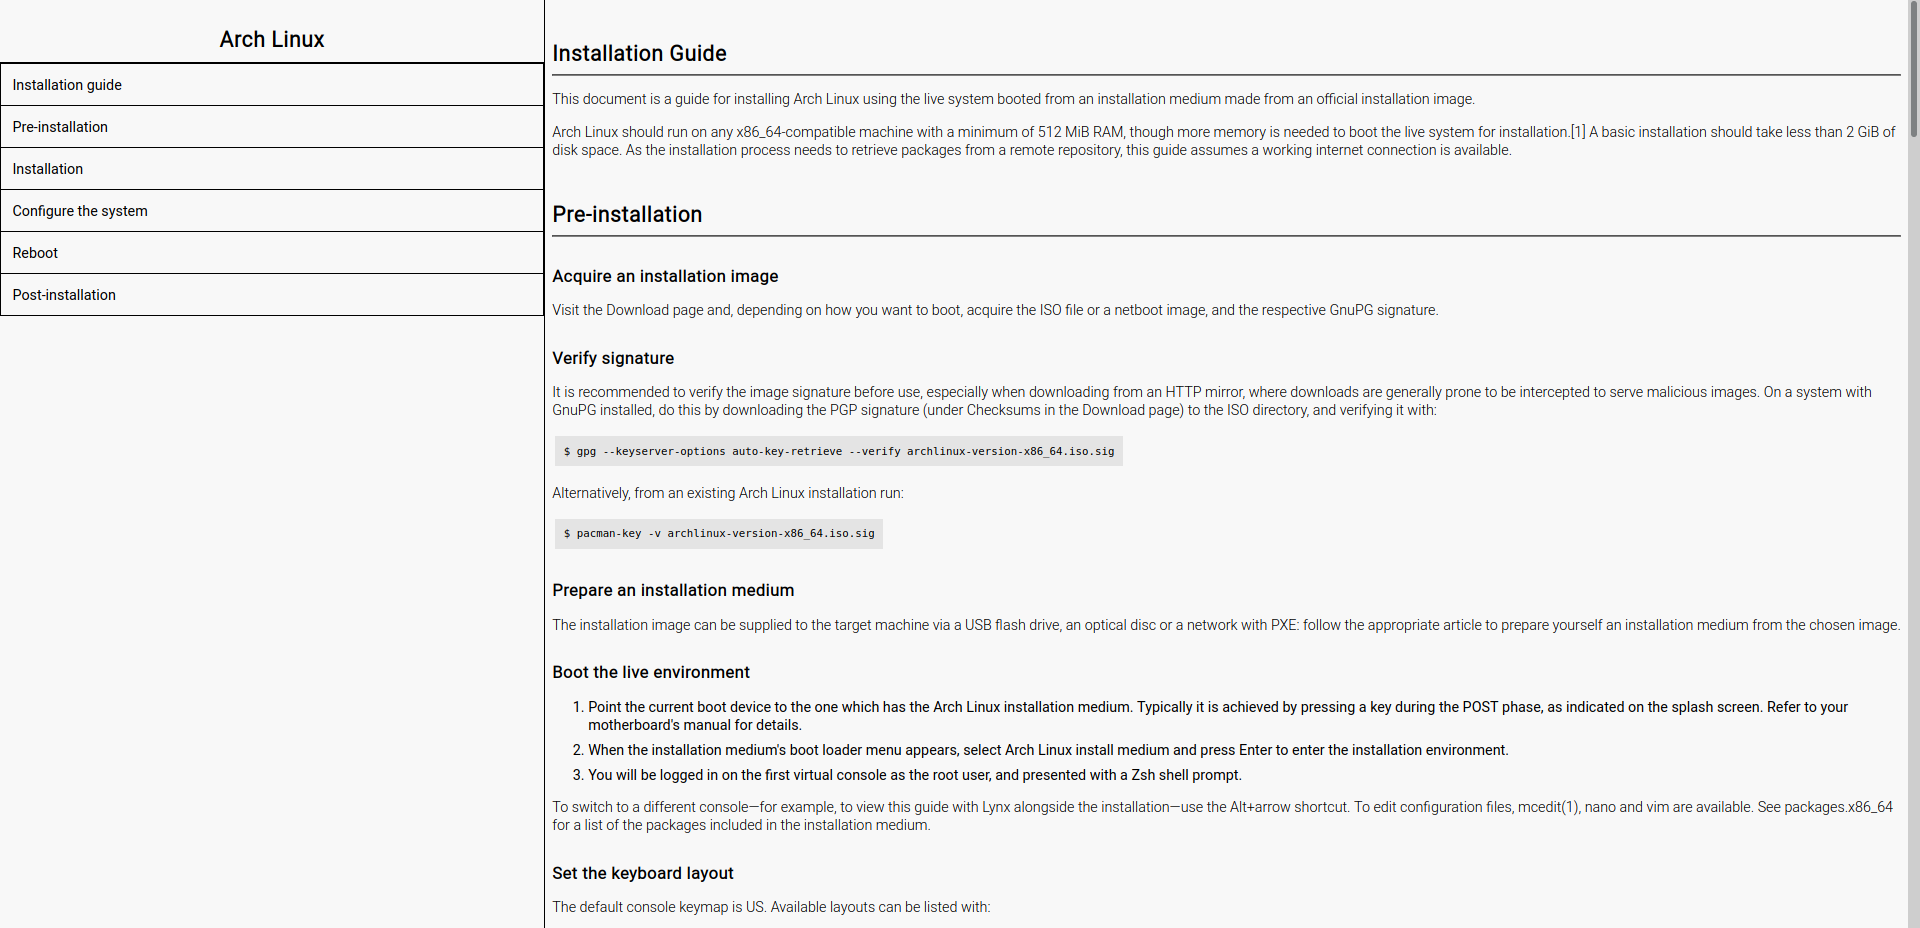 Arch Linux
Installation guide
Pre-installation
Installation
Configure the system
Reboot
Post-installation
Installation Guide
This document is a guide for installing Arch Linux using the live system booted from an installation medium made from an official installation image.
Arch Linux should run on any x86_64-compatible machine with a minimum of 512 MiB RAM, though more memory is needed to boot the live system for installation.[1] A basic installation should take less than 2 GiB of
disk space. As the installation process needs to retrieve packages from a remote repository, this guide assumes a working internet connection is available.
Pre-installation
Acquire an installation image
Visit the Download page and, depending on how you want to boot, acquire the ISO file or a netboot image, and the respective GnuPG signature.
Verify signature
It is recommended to verify the image signature before use, especially when downloading from an HTTP mirror, where downloads are generally prone to be intercepted to serve malicious images. On a system with
GnuPG installed, do this by downloading the PGP signature (under Checksums in the Download page) to the ISO directory, and verifying it with:
$ gpg --keyserver-options auto-key-retrieve --verify archlinux-version-x86_64.iso.sig
Alternatively, from an existing Arch Linux installation run:
$ pacman-key -v archlinux-version-x86_64.iso.sig
Prepare an installation medium
The installation image can be supplied to the target machine via a USB flash drive, an optical disc or a network with PXE: follow the appropriate article to prepare yourself an installation medium from the chosen image.
Boot the live environment
1. Point the current boot device to the one which has the Arch Linux installation medium. Typically it is achieved by pressing a key during the POST phase, as indicated on the splash screen. Refer to your
motherboard's manual for details.
2. When the installation medium's boot loader menu appears, select Arch Linux install medium and press Enter to enter the installation environment.
3. You will be logged in on the first virtual console as the root user, and presented with a Zsh shell prompt.
To switch to a different console—for example, to view this guide with Lynx alongside the installation—use the Alt+arrow shortcut. To edit configuration files, mcedit(1), nano and vim are available. See packages.x86_64
for a list of the packages included in the installation medium.
Set the keyboard layout
The default console keymap is US. Available layouts can be listed with: